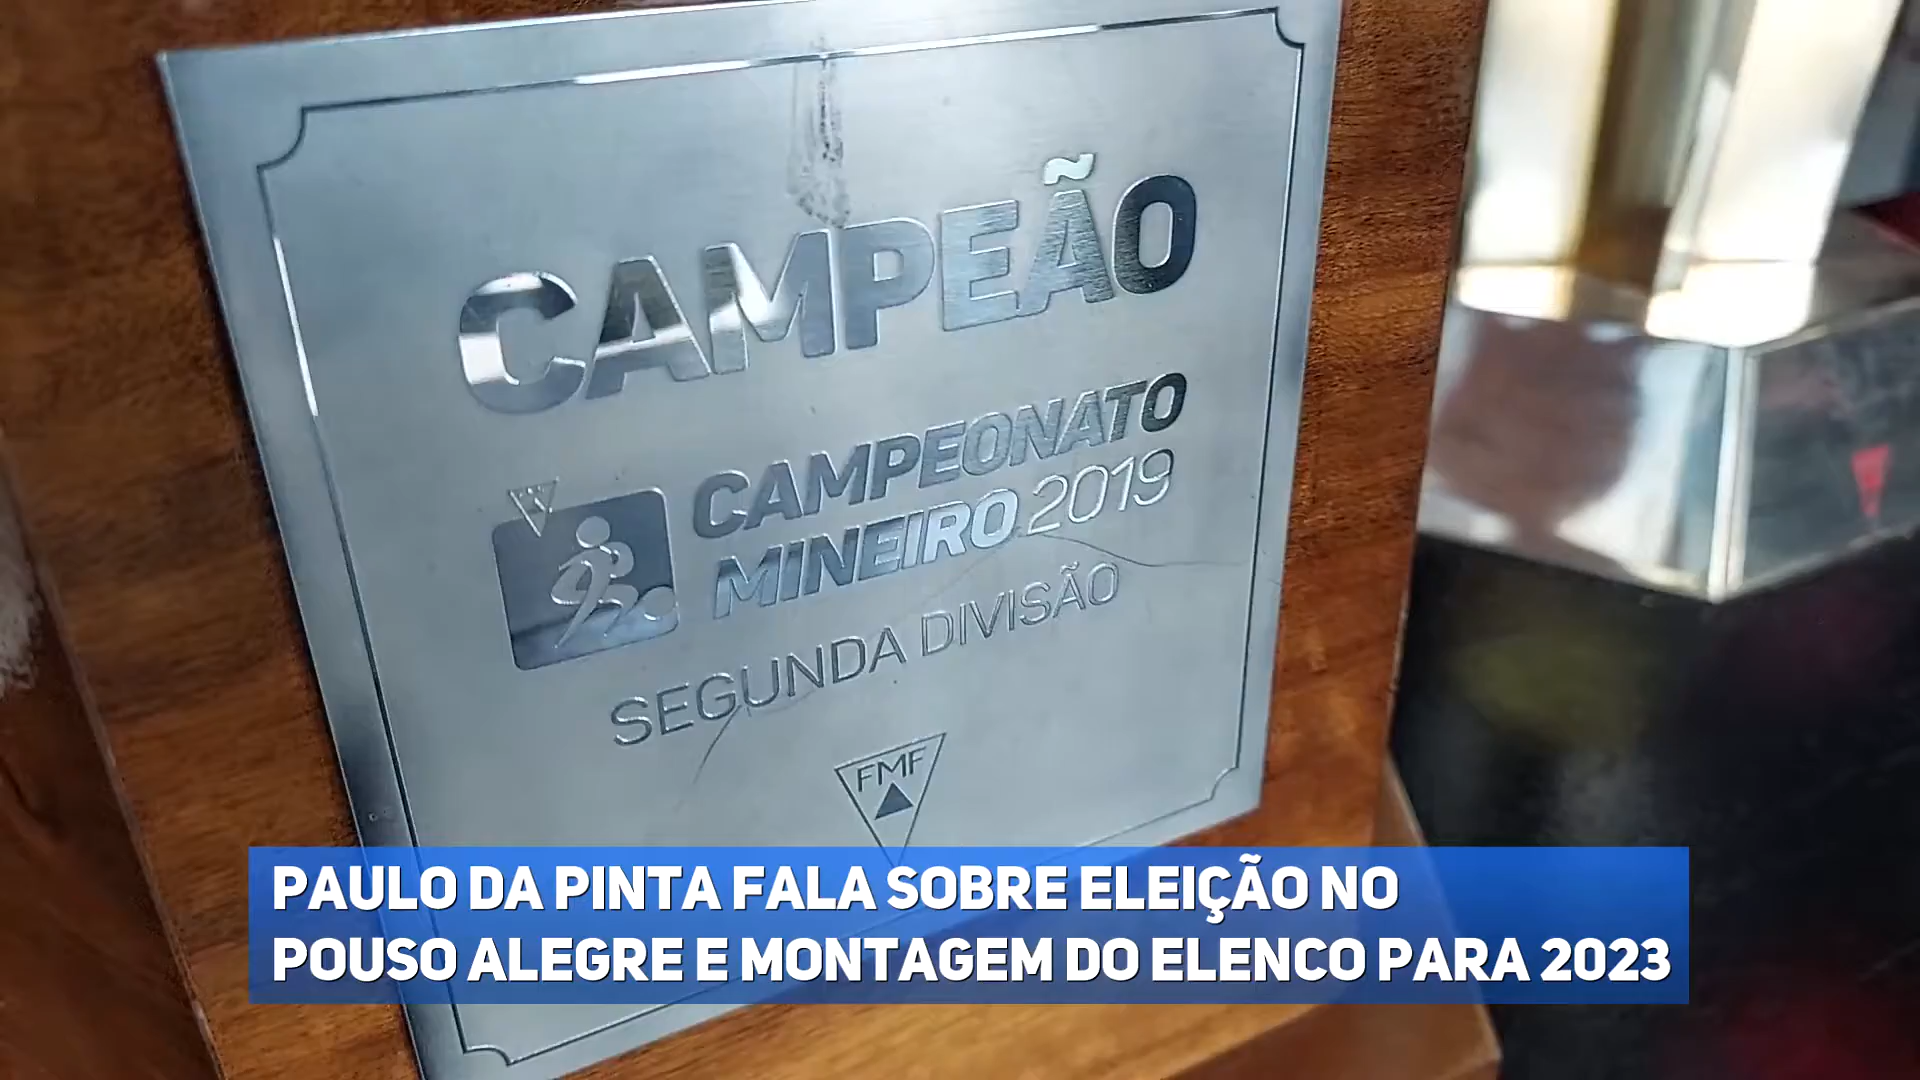 CAMPEÃO
CAMPEONATO
MINEIRO 2019
SEGUNDA DIVISÃO
FMF
PAULO DA PINTA FALA SOBRE ELEIÇÃO NO
POUSO ALEGRE E MONTAGEM DO ELENCO PARA 2023